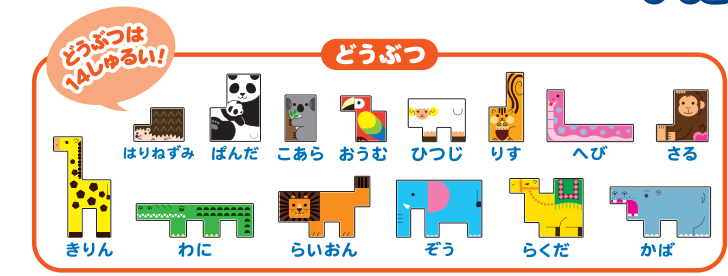 どうぶつは
14しゅるい!
どうぶつ
はりねずみ ぱんだ こあら おうむ ひつじ りす へび さる
きりん わに らいおん ぞう らくだ かば